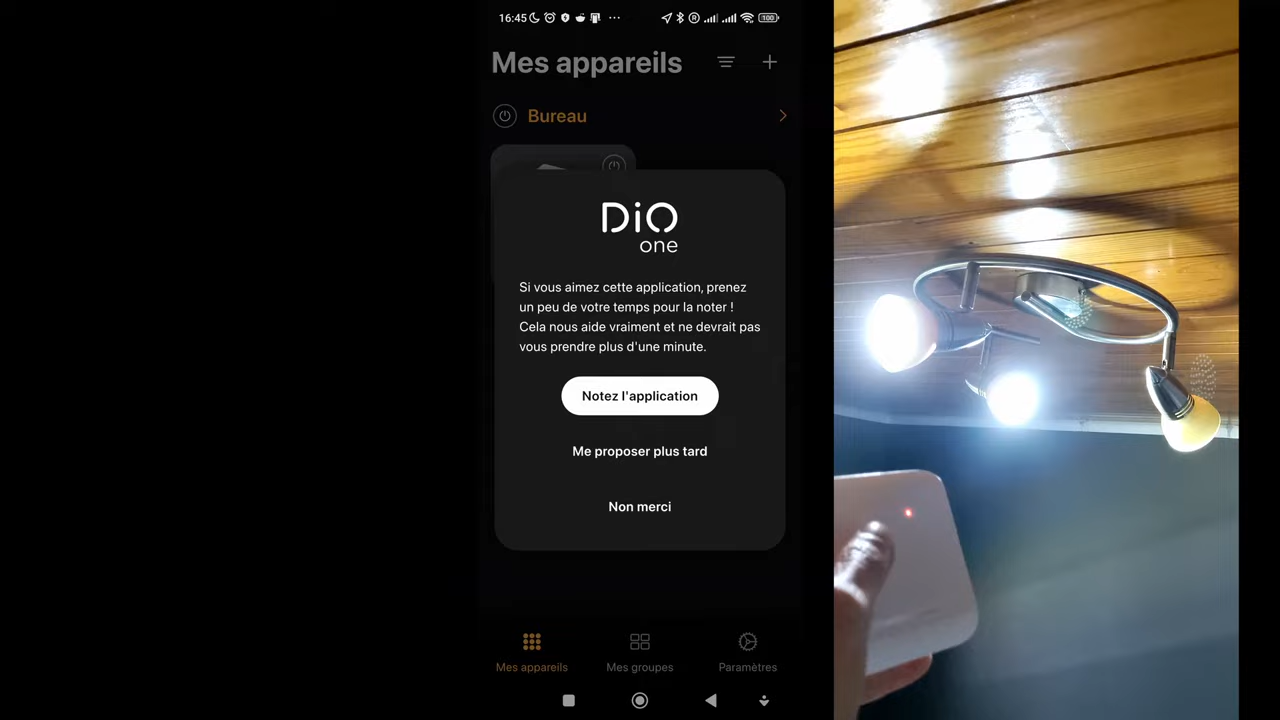 16:45
100
Mes appareils
Bureau
DiO
one
Si vous aimez cette application, prenez
un peu de votre temps pour la noter !
Cela nous aide vraiment et ne devrait pas
vous prendre plus d'une minute.
Notez l'application
Me proposer plus tard
Non merci
Mes appareils
Mes groupes
Paramètres